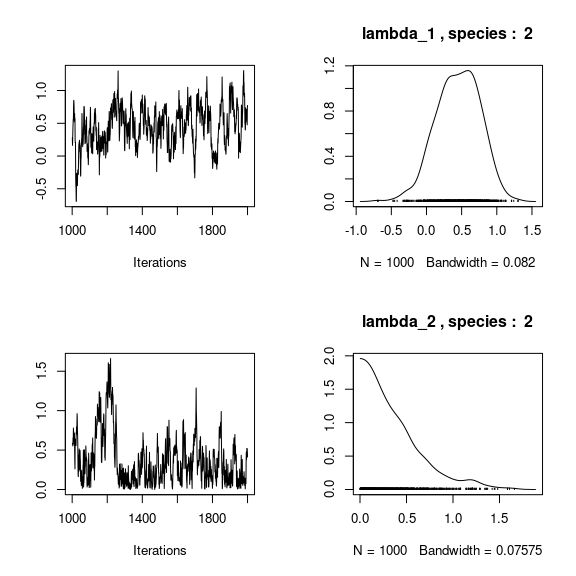 lambda_1 , species : 2
1.0
0.5
0.0
-0.5
1000 1400 1800
Iterations
1.2
0.8
0.4
0.0
-1.0 -0.5 0.0 0.5 1.0 1.5
N = 1000 Bandwidth = 0.082
lambda_2 , species : 2
1.5
1.0
0.5
0.0
1000 1400 1800
Iterations
2.0
1.5
1.0
0.5
0.0
0.0 0.5 1.0 1.5
N = 1000 Bandwidth = 0.07575